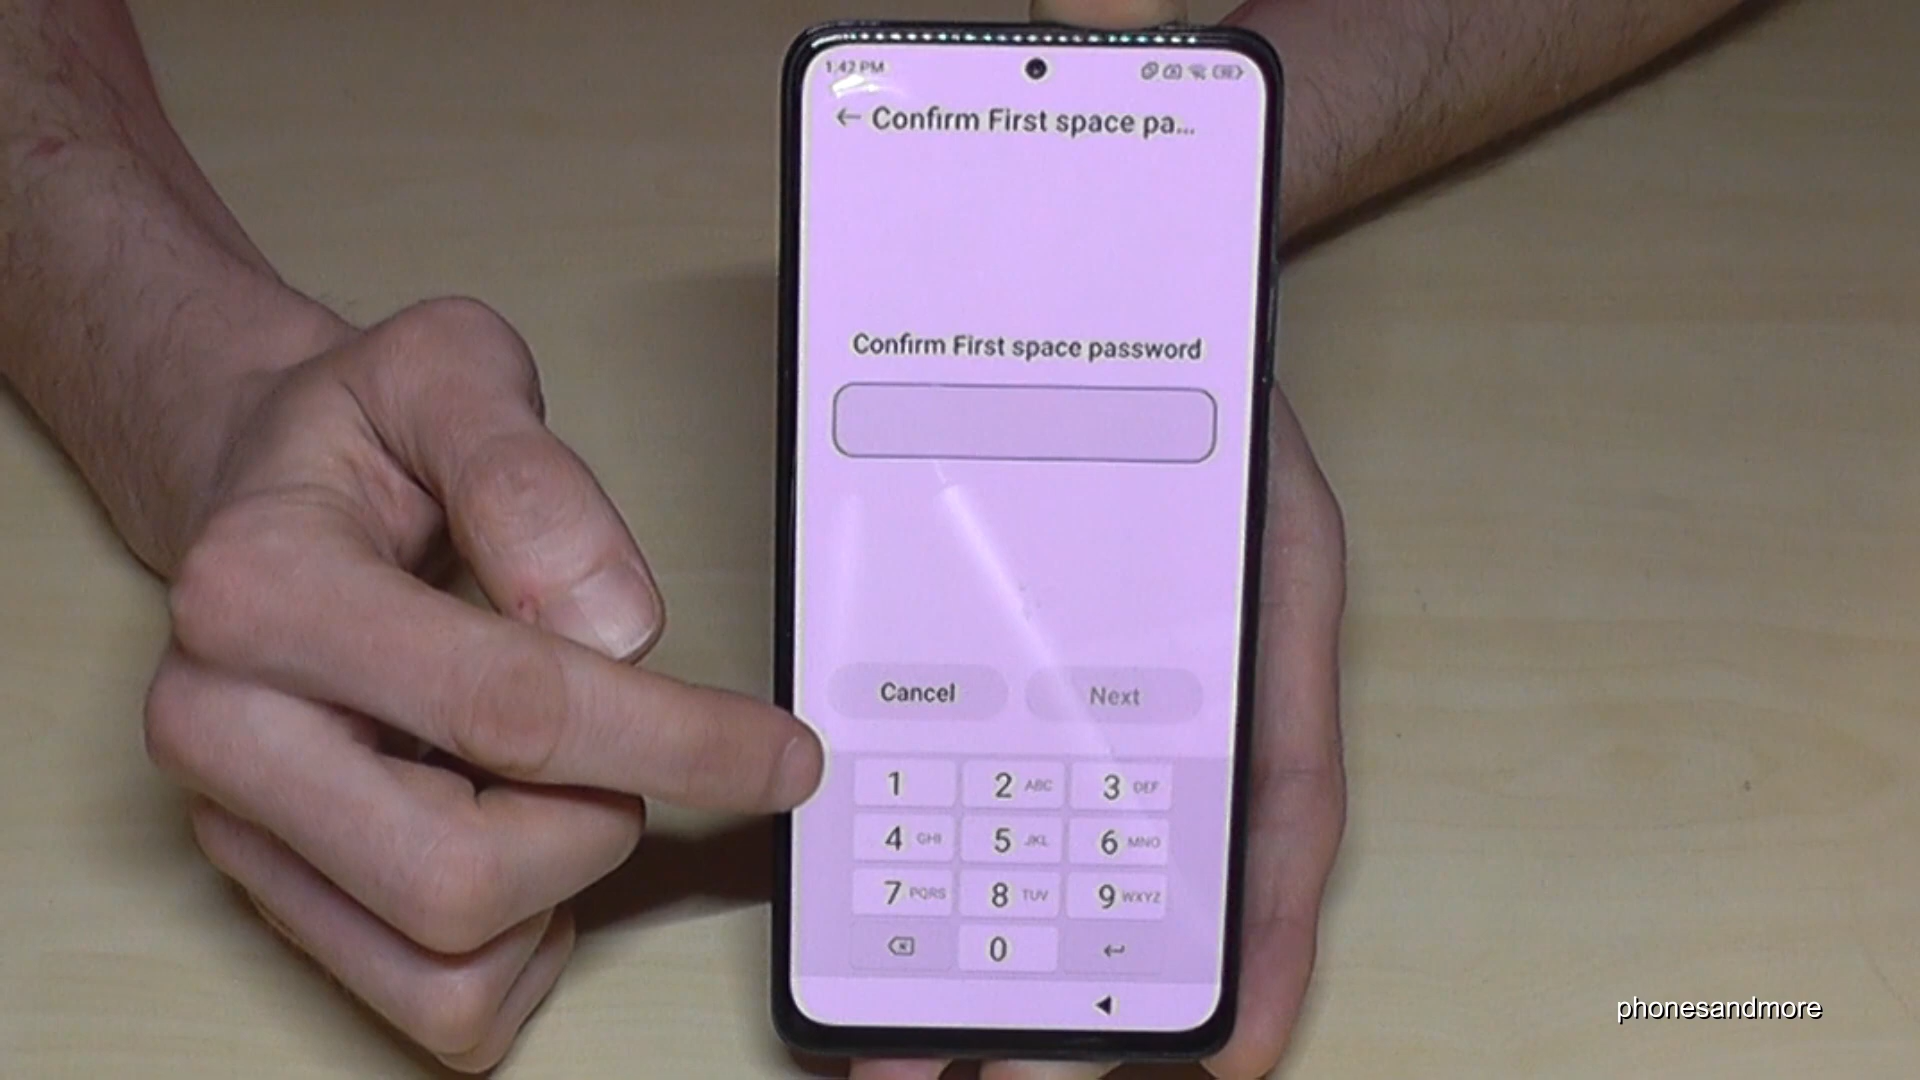 1:42 PM
Confirm First space pa...
Confirm First space password
Cancel Next
1 2 ABC 3 DEF
4 GHI 5 JKL 6 MNO
7 PQRS 8 TUV 9 WXYZ
0
phonesandmore